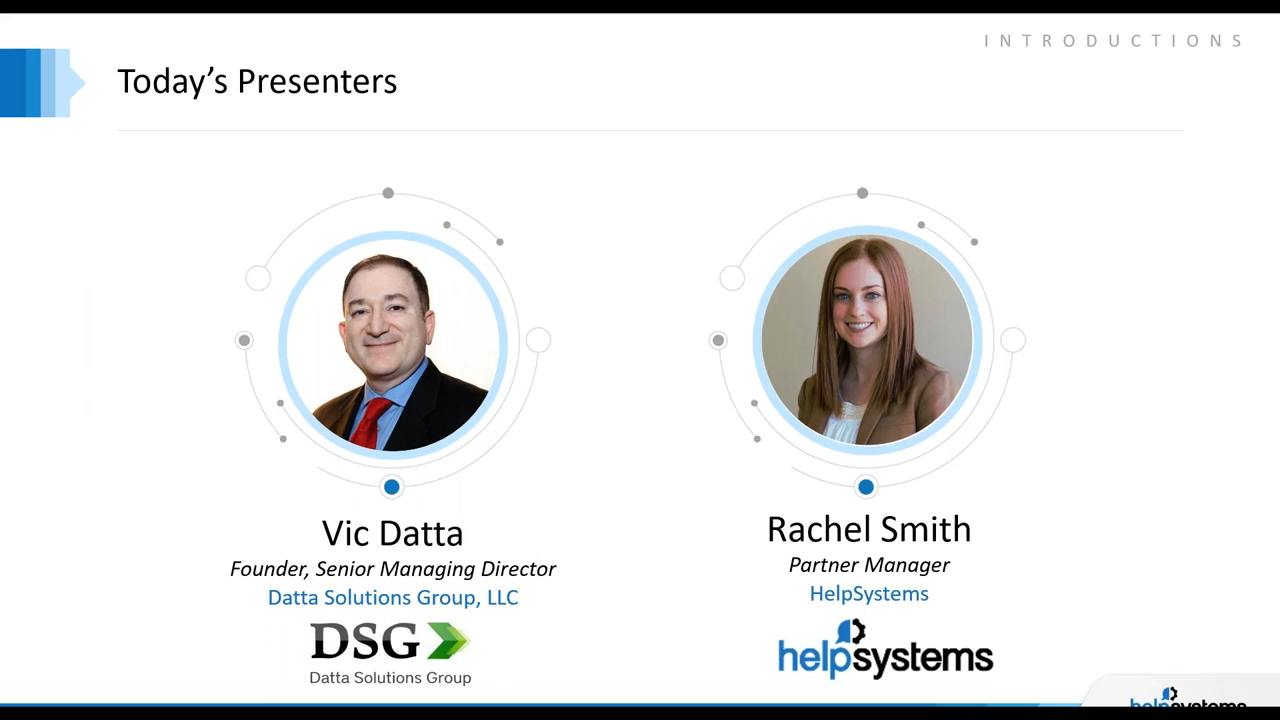 INTRODUCTIONS
Today’s Presenters
Vic Datta
Founder, Senior Managing Director
Datta Solutions Group, LLC
DSG
Datta Solutions Group
Rachel Smith
Partner Manager
HelpSystems
helpsystems
helpsystems